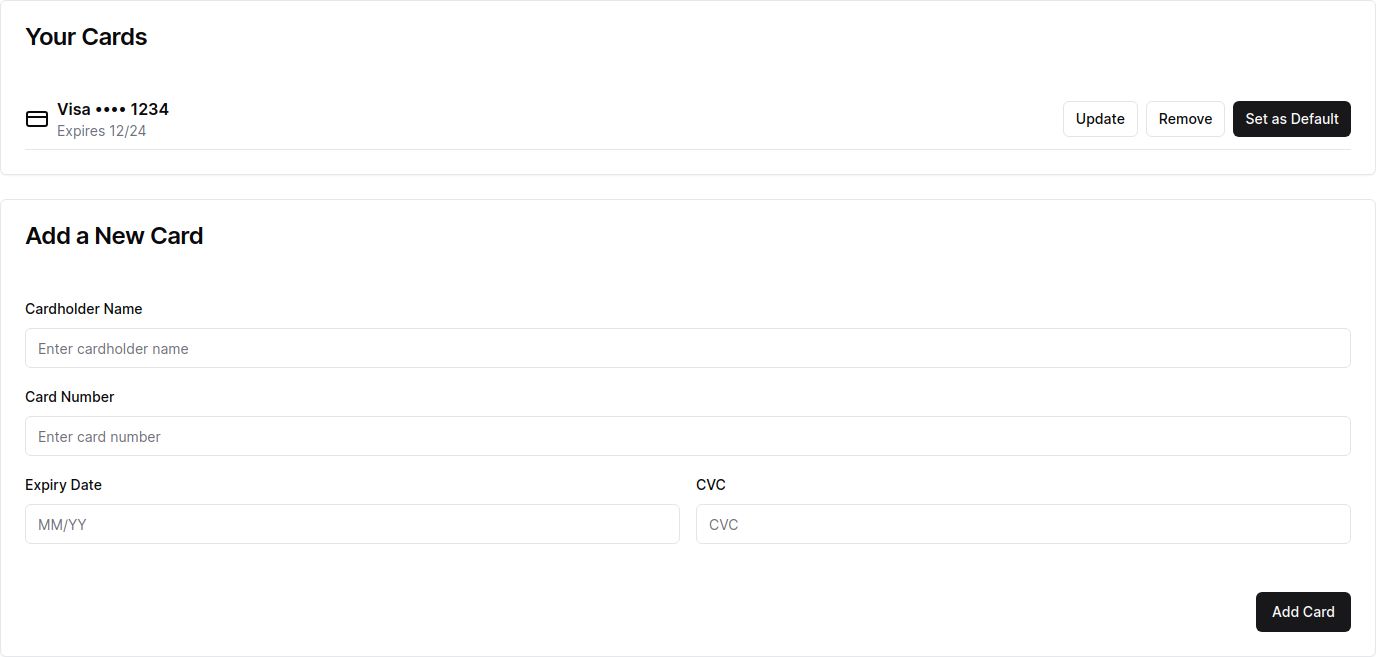 Your Cards
Visa •••• 1234
Expires 12/24
Update
Remove
Set as Default
Add a New Card
Cardholder Name
Enter cardholder name
Card Number
Enter card number
Expiry Date
CVC
MM/YY
CVC
Add Card